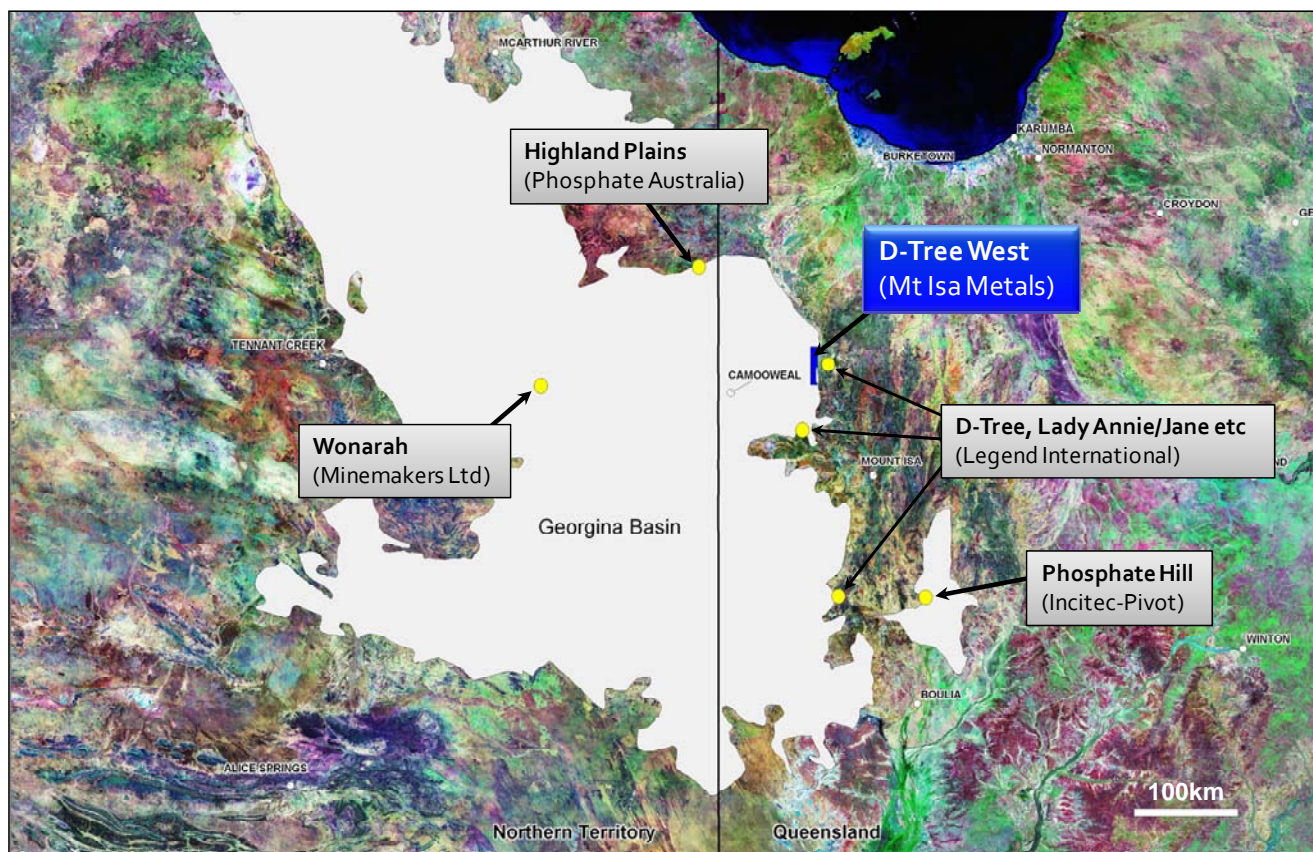 MCARTHUR RIVER
Highland Plains
(Phosphate Australia)
KARUMBA
BURKETOWN
NORMANTON
CROYDON
GE
D-Tree West
(Mt Isa Metals)
TENNANT CREEK
CAMOOWEAL
Wonarah
(Minemakers Ltd)
D-Tree, Lady Annie/Jane etc
(Legend International)
MOUNT ISA
ND
Georgina Basin
Phosphate Hill
(Incitec-Pivot)
WINTON
BOULIA
ALICE SPRINGS
100km
Northern Territory
Queensland